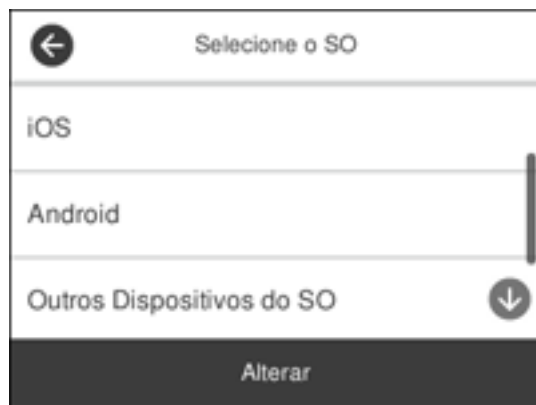 Selecione o SO
iOS
Android
Outros Dispositivos do SO
Alterar